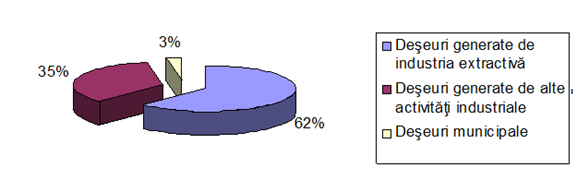 3%
35%
62%
Deşeuri generate de
industria extractivă
Deşeuri generate de alte
activităţi industriale
Deşeuri municipale